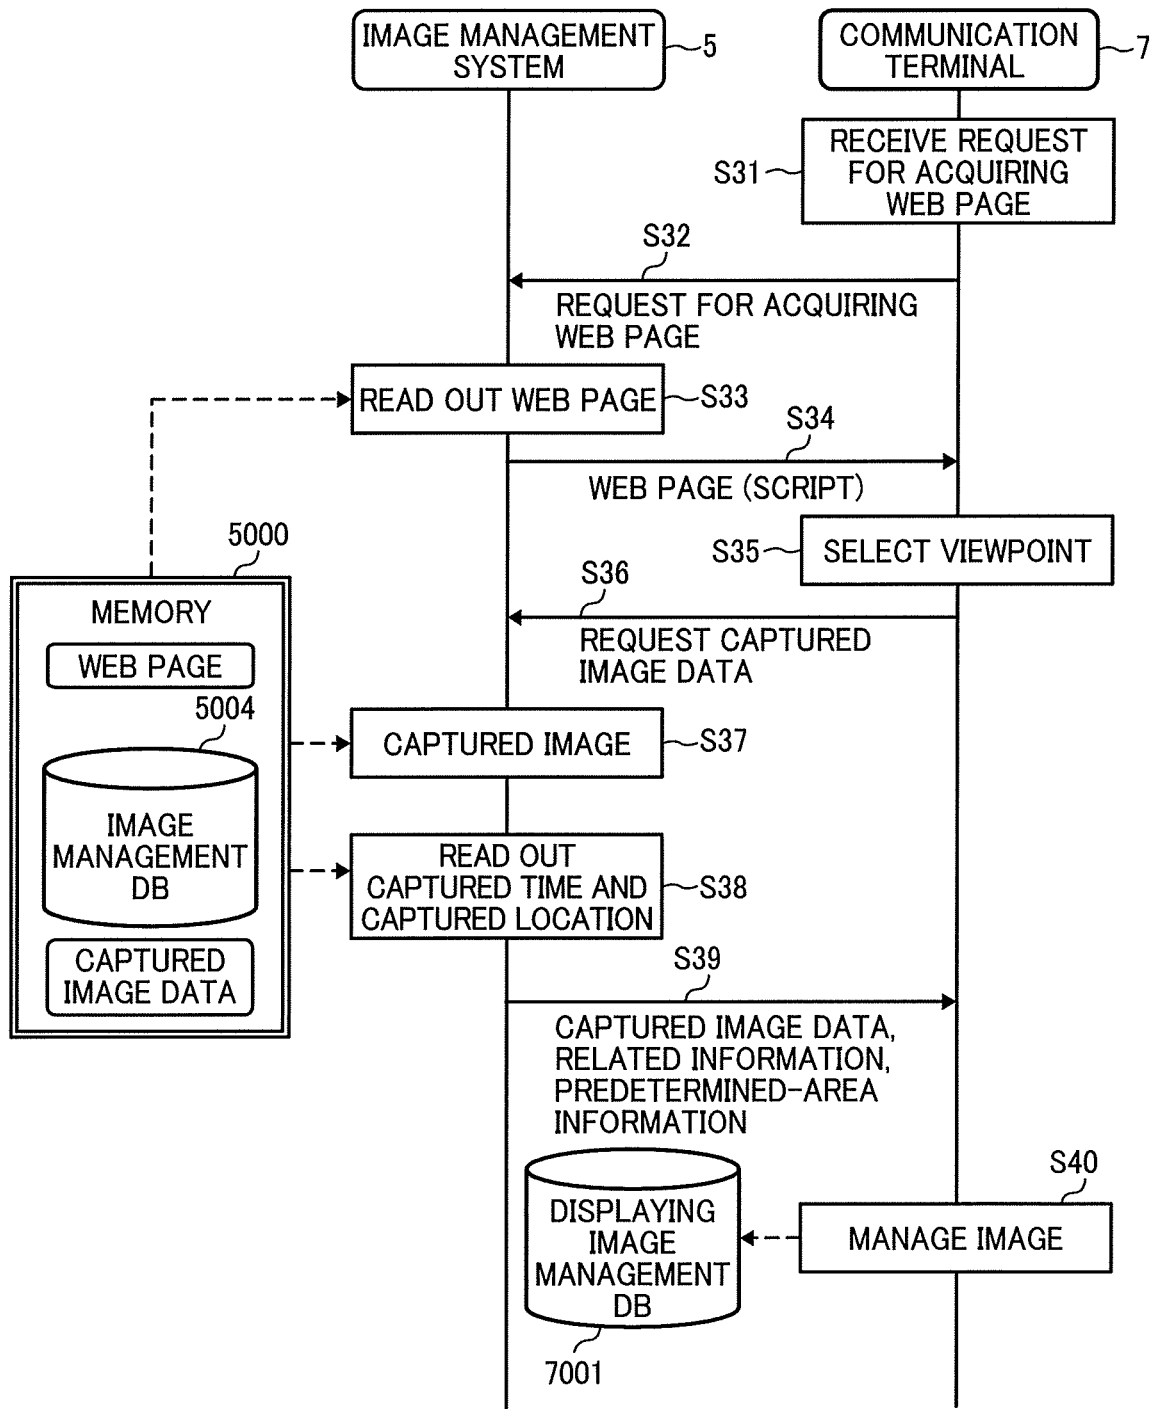 IMAGE MANAGEMENT
SYSTEM
5
COMMUNICATION
TERMINAL
7
S31
RECEIVE REQUEST
FOR ACQUIRING
WEB PAGE
S32
REQUEST FOR ACQUIRING
WEB PAGE
READ OUT WEB PAGE
S33
S34
WEB PAGE (SCRIPT)
S35
SELECT VIEWPOINT
S36
REQUEST CAPTURED
IMAGE DATA
5000
MEMORY
WEB PAGE
5004
IMAGE
MANAGEMENT
DB
CAPTURED
IMAGE DATA
CAPTURED IMAGE
S37
READ OUT
CAPTURED TIME AND
CAPTURED LOCATION
S38
S39
CAPTURED IMAGE DATA,
RELATED INFORMATION,
PREDETERMINED-AREA
INFORMATION
S40
MANAGE IMAGE
DISPLAYING
IMAGE
MANAGEMENT
DB
7001